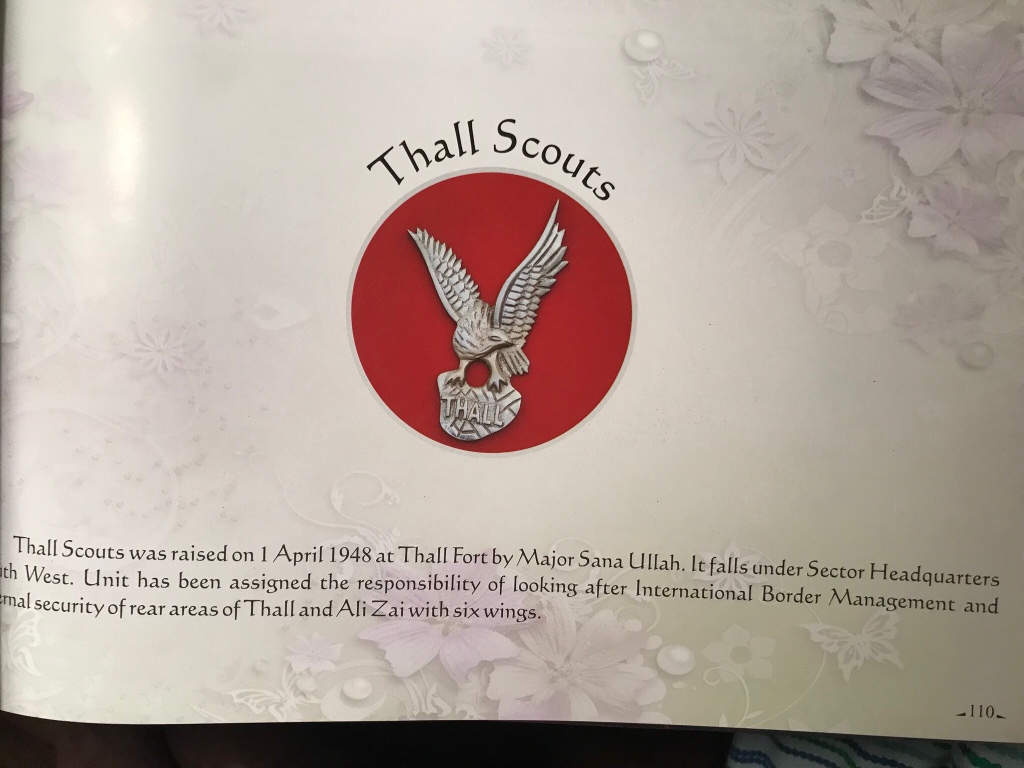 Thall Scouts
THALL
Thall Scouts was raised on 1 April 1948 at Thall Fort by Major Sana Ullah. It falls under Sector Headquarters
West. Unit has been assigned the responsibility of looking after International Border Management and
security of rear areas of Thall and Ali Zai with six wings.
110